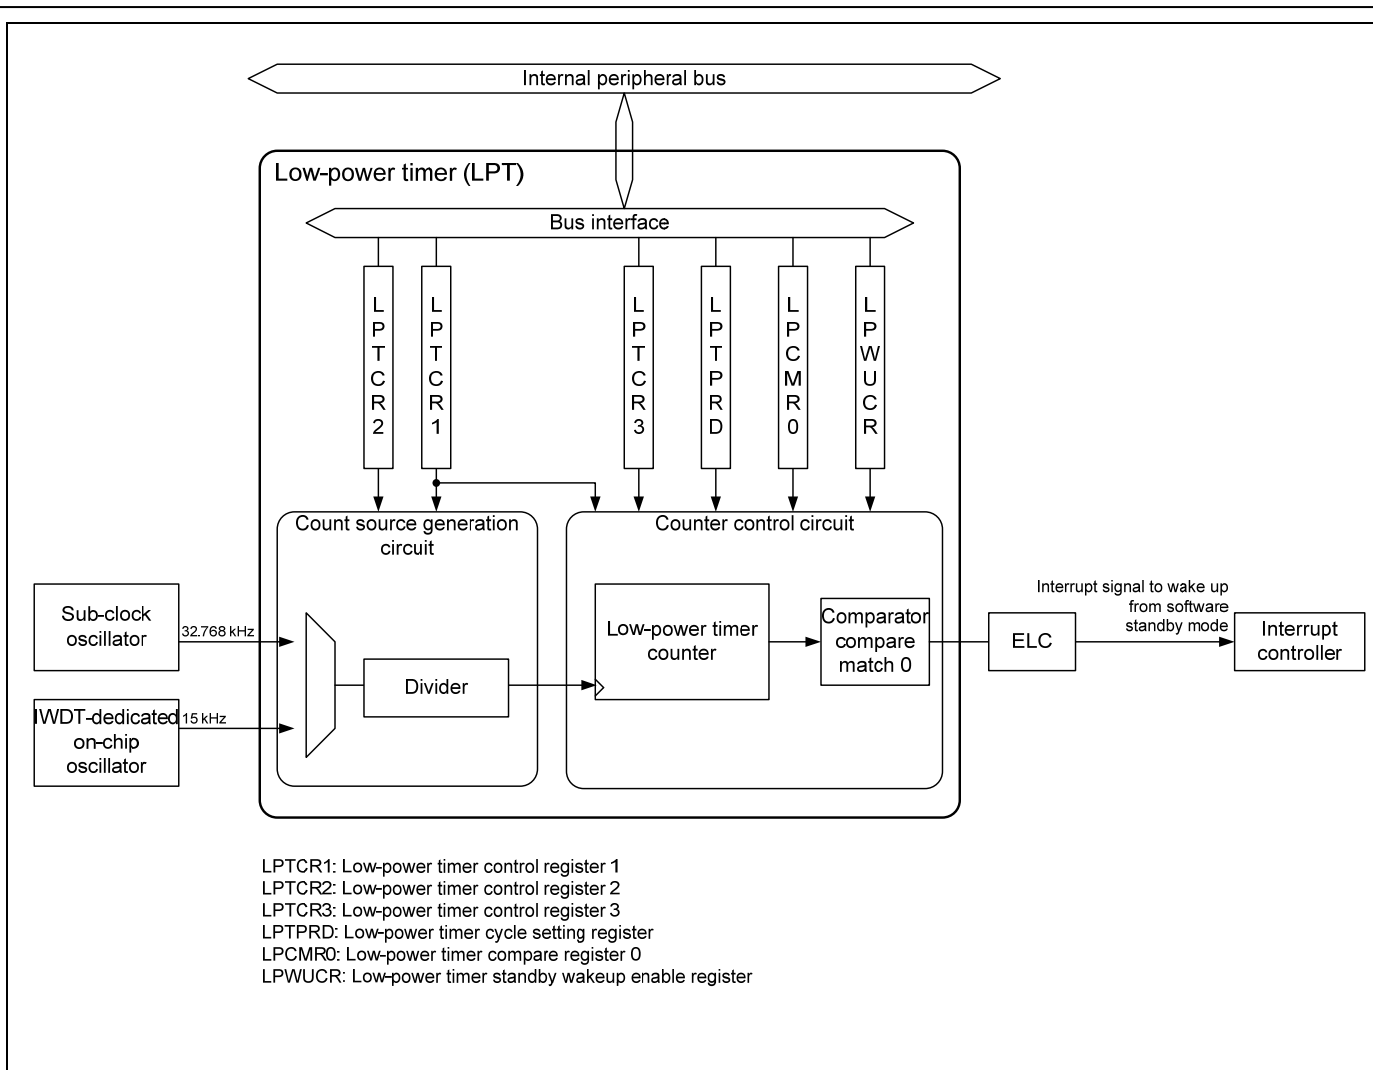 Internal peripheral bus
Low-power timer (LPT)
Bus interface
LPTCR2
LPTCR1
LPTCR3
LPTPRD
LPCMR0
LPWUCR
Count source generation
circuit
Counter control circuit
Sub-clock
oscillator
32.768 kHz
IWDT-dedicated
on-chip
oscillator
15 kHz
Divider
Low-power timer
counter
Comparator
compare
match 0
ELC
Interrupt signal to wake up
from software
standby mode
Interrupt
controller
LPTCR1: Low-power timer control register 1
LPTCR2: Low-power timer control register 2
LPTCR3: Low-power timer control register 3
LPTPRD: Low-power timer cycle setting register
LPCMR0: Low-power timer compare register 0
LPWUCR: Low-power timer standby wakeup enable register